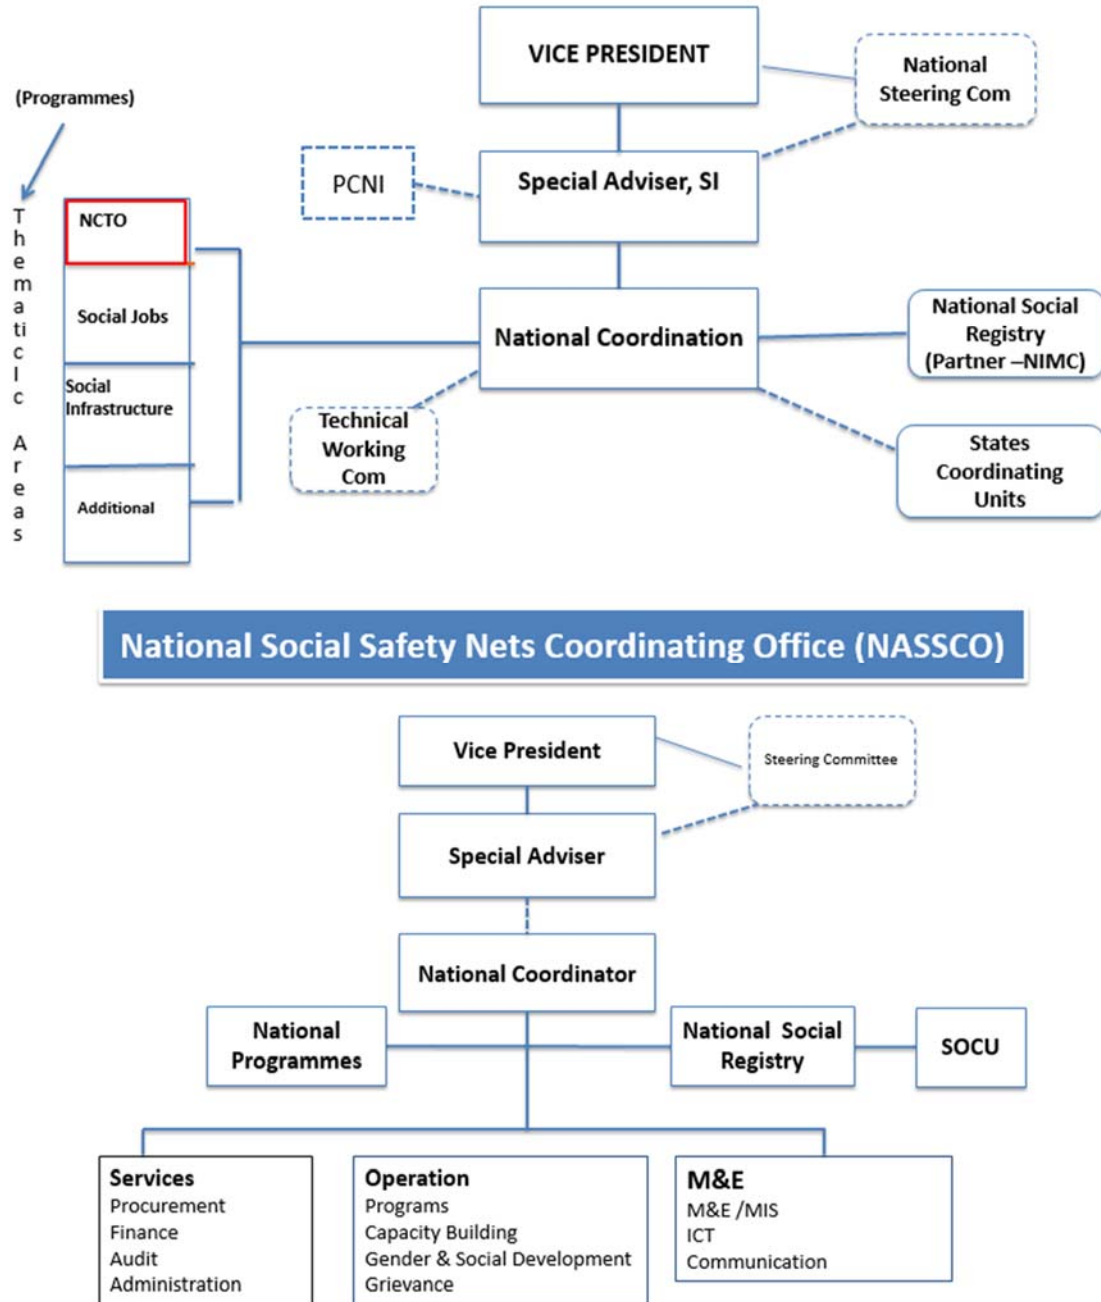 VICE PRESIDENT
National
Steering Com
(Programmes)
PCNI
Special Adviser, SI
ThematicIc Areas
NCTO
Social Jobs
Social
Infrastructure
Additional
National Coordination
National Social
Registry
(Partner –NIMC)
Technical
Working
Com
States
Coordinating
Units
National Social Safety Nets Coordinating Office (NASSCO)
Vice President
Steering Committee
Special Adviser
National Coordinator
National
Programmes
National Social
Registry
SOCU
Services
Procurement
Finance
Audit
Administration
Operation
Programs
Capacity Building
Gender & Social Development
Grievance
M&E
M&E /MIS
ICT
Communication